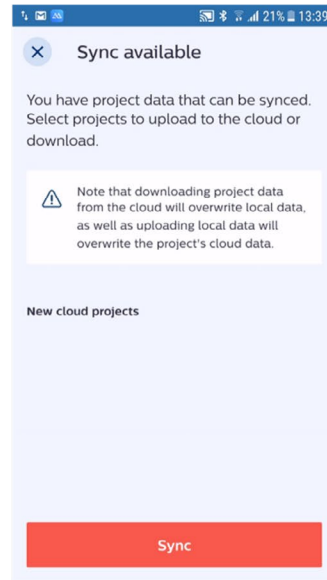 21% 13:39
Sync available
You have project data that can be synced.
Select projects to upload to the cloud or
download.
Note that downloading project data
from the cloud will overwrite local data,
as well as uploading local data will
overwrite the project's cloud data.
New cloud projects
Sync